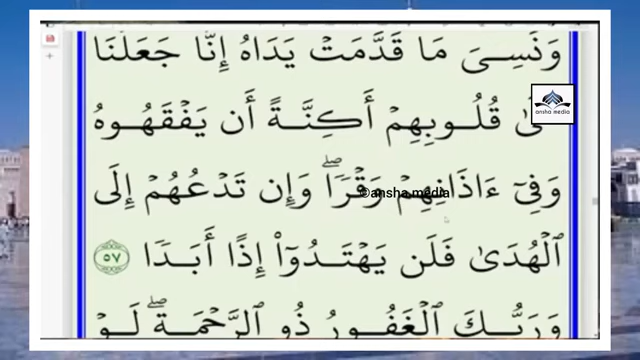 وَنَسِىَ مَا قَدَّمَتۡ يَدَاهُ إِنَّا جَعَلۡنَا
لَىٰ قُلُوبِهِمۡ أَكِنَّةً أَن يَفۡقَهُوهُ
ansha media
وَفِىٓ ءَاذَانِهِمۡ وَقۡرٗاۖ وَإِن تَدۡعُهُمۡ إِلَى
©ansha media
ٱلۡهُدَىٰ فَلَن يَهۡتَدُوٓاْ إِذًا أَبَدٗا ٥٧
وَرَبُّكَ ٱلۡغَفُورُ ذُو ٱلرَّحۡمَةِۖ لَوۡ